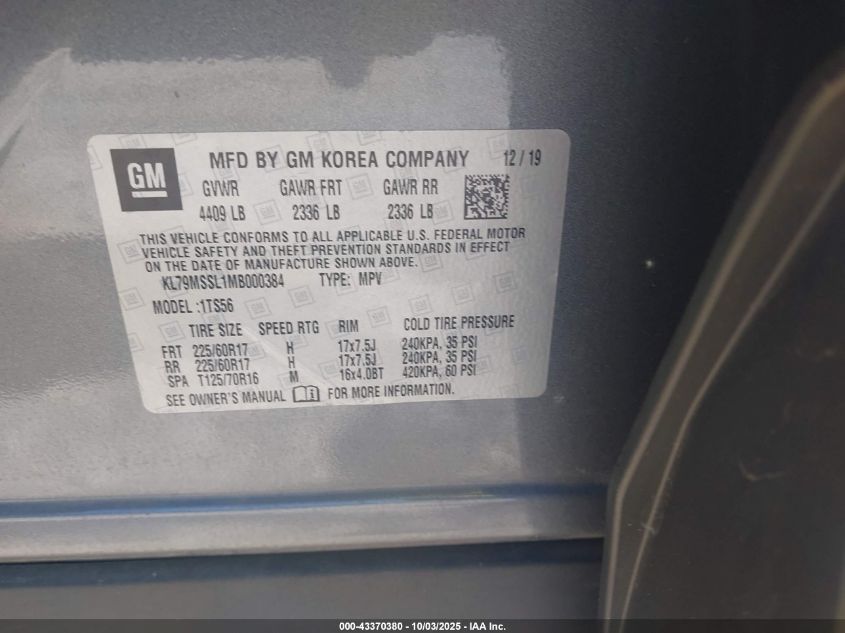 GM
MFD BY GM KOREA COMPANY 12 / 19
GVWR GAWR FRT GAWR RR
4409 LB 2336 LB 2336 LB
THIS VEHICLE CONFORMS TO ALL APPLICABLE U.S. FEDERAL MOTOR
VEHICLE SAFETY AND THEFT PREVENTION STANDARDS IN EFFECT
ON THE DATE OF MANUFACTURE SHOWN ABOVE.
KL79MSSL1MB000384 TYPE: MPV
MODEL :1TS56
TIRE SIZE SPEED RTG RIM COLD TIRE PRESSURE
FRT 225/60R17 H 17x7.5J 240KPA, 35 PSI
RR 225/60R17 H 17x7.5J 240KPA, 35 PSI
SPA T125/70R16 M 16x4.0BT 420KPA, 60 PSI
SEE OWNER'S MANUAL FOR MORE INFORMATION.
000-43370380 - 10/03/2025 - IAA Inc.